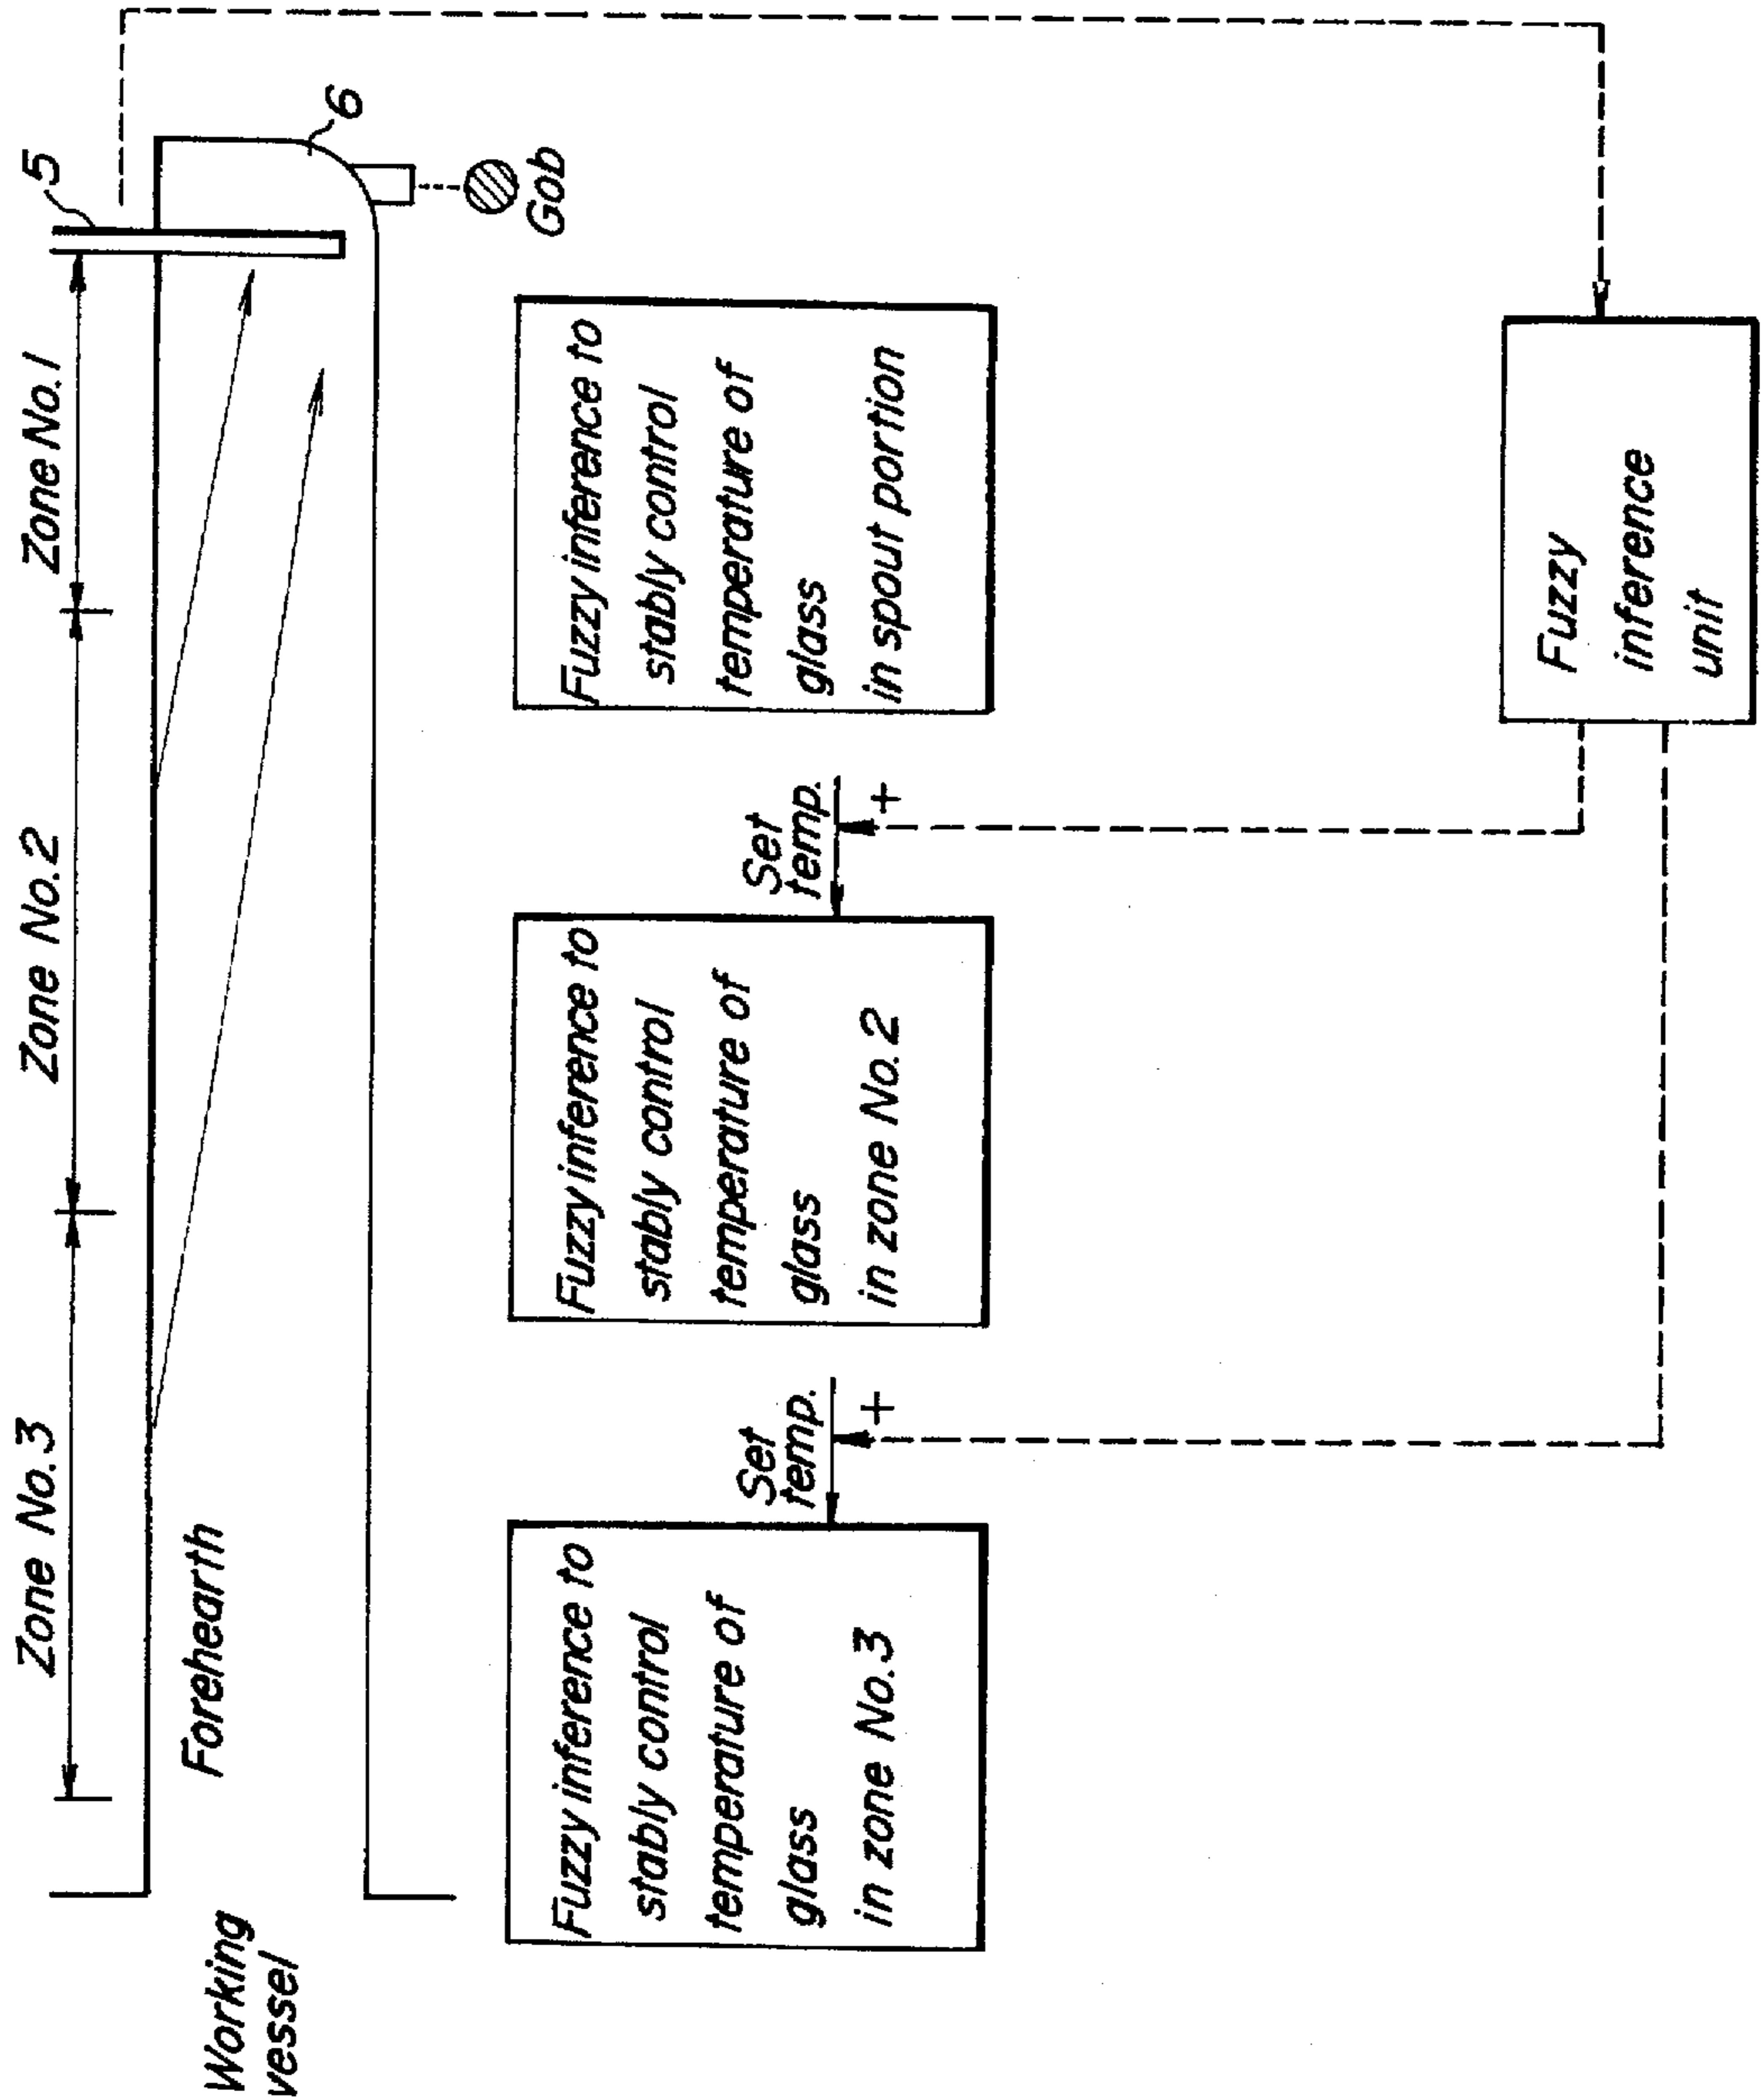 Zone No.3
Zone No.2
Zone No.1
5
6
Working
vessel
Forehearth
Gob
Fuzzy inference to
stably control
temperature of
glass
in zone No.3
Set
temp.
+
Fuzzy inference to
stably control
temperature of
glass
in zone No.2
Set
temp.
+
Fuzzy inference to
stably control
temperature of
glass
in spout portion
Fuzzy
inference
unit